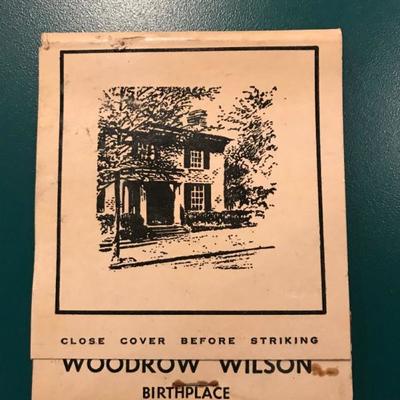 CLOSE COVER BEFORE STRIKING
WOODROW WILSON
BIRTHPLACE